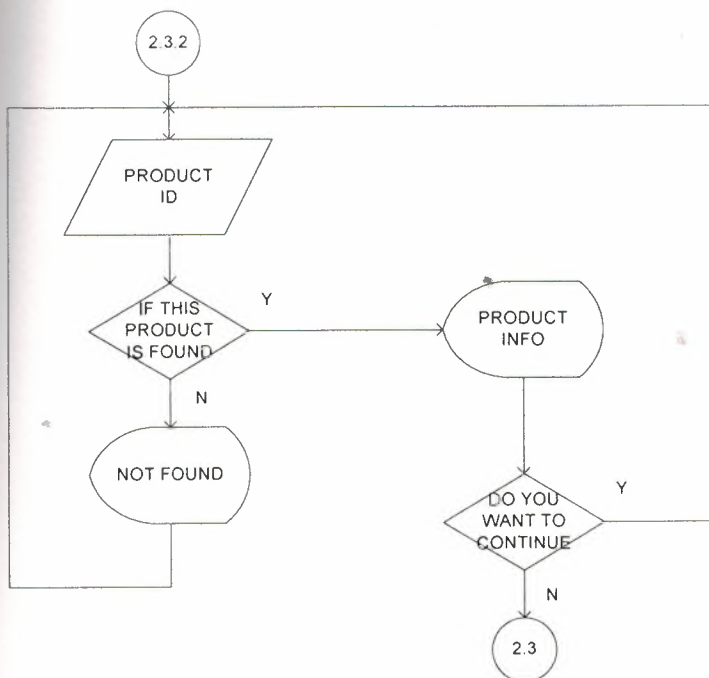 2.3.2
PRODUCT
ID
IF THIS
PRODUCT
IS FOUND
Y
N
NOT FOUND
PRODUCT
INFO
DO YOU
WANT TO
CONTINUE
Y
N
2.3